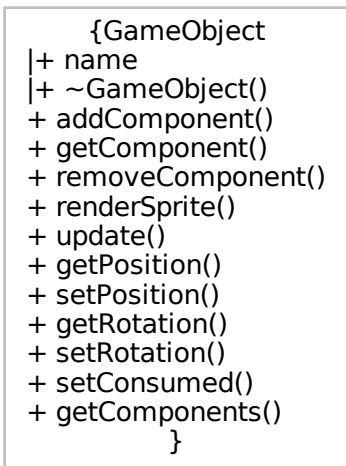 {GameObject
|+ name
|+ ~GameObject()
+ addComponent()
+ getComponent()
+ removeComponent()
+ renderSprite()
+ update()
+ getPosition()
+ setPosition()
+ getRotation()
+ setRotation()
+ setConsumed()
+ getComponents()
}